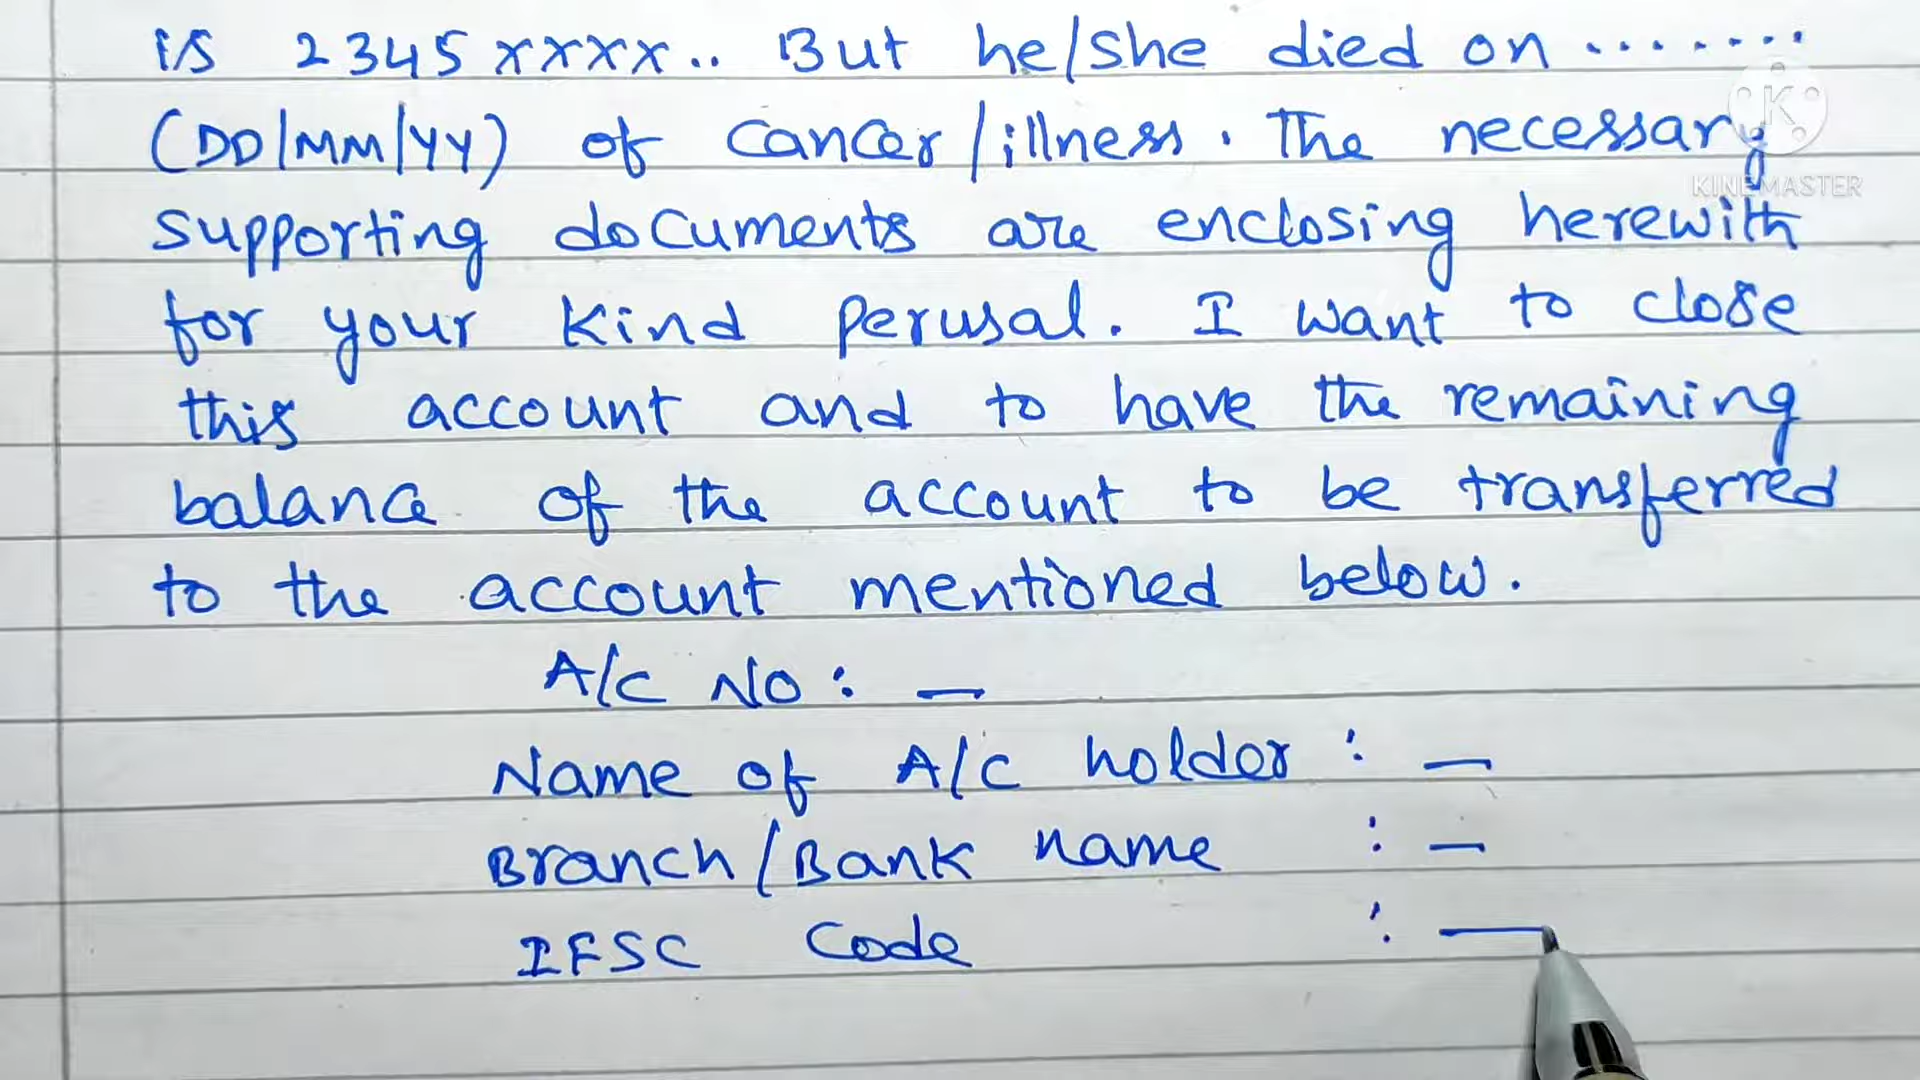 is 2345xxxx.. But he/she died on ........
(DD/MM/YY) of cancer/illness. The necessary
KINEMASTER
supporting documents are enclosing herewith
for your kind perusal. I want to close
this account and to have the remaining
balance of the account to be transferred
to the account mentioned below.
A/C NO : —
Name of A/C holder : —
Branch/Bank name : —
IFSC Code : —